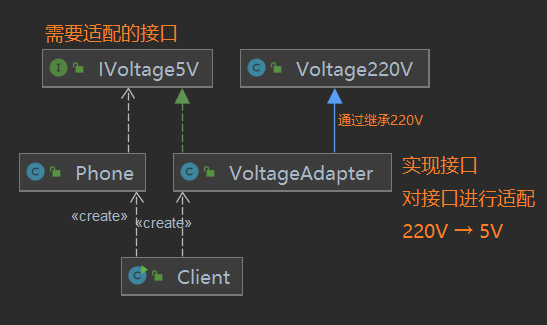 需要适配的接口
I IVoltage5V
C Voltage220V
通过继承220V
C Phone
C VoltageAdapter
实现接口
对接口进行适配
220V → 5V
«create»
«create»
C Client